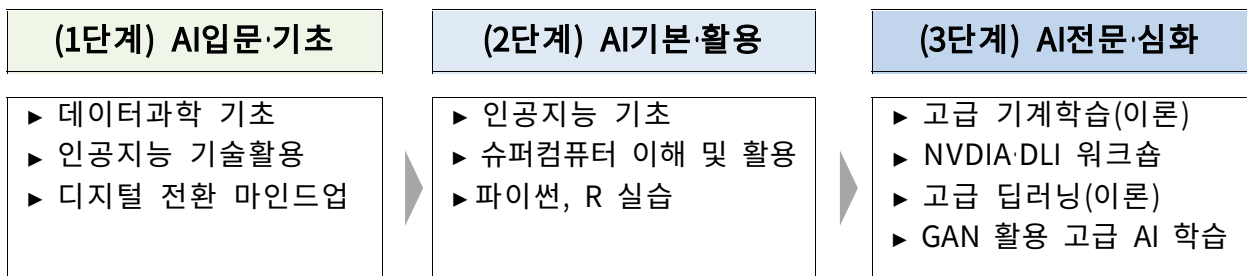 (1단계) AI입문·기초
▸ 데이터과학 기초
▸ 인공지능 기술활용
▸ 디지털 전환 마인드업
(2단계) AI기본·활용
▸ 인공지능 기초
▸ 슈퍼컴퓨터 이해 및 활용
▸ 파이썬, R 실습
(3단계) AI전문·심화
▸ 고급 기계학습(이론)
▸ NVDIA·DLI 워크숍
▸ 고급 딥러닝(이론)
▸ GAN 활용 고급 AI 학습